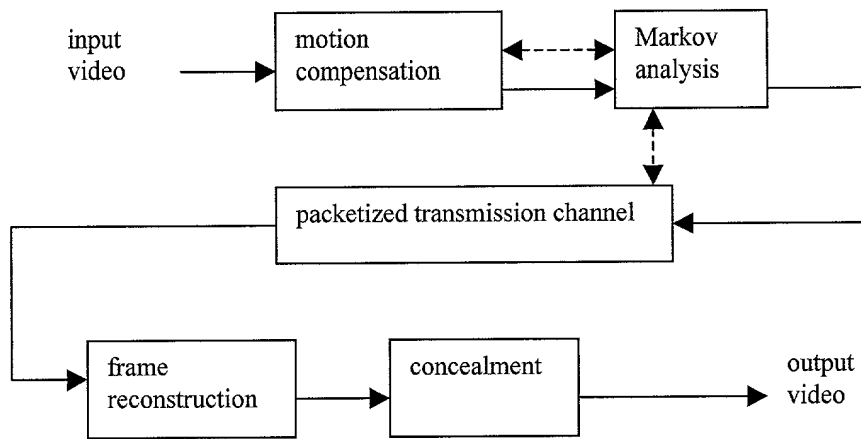 input
video
motion
compensation
Markov
analysis
packetized transmission channel
frame
reconstruction
concealment
output
video